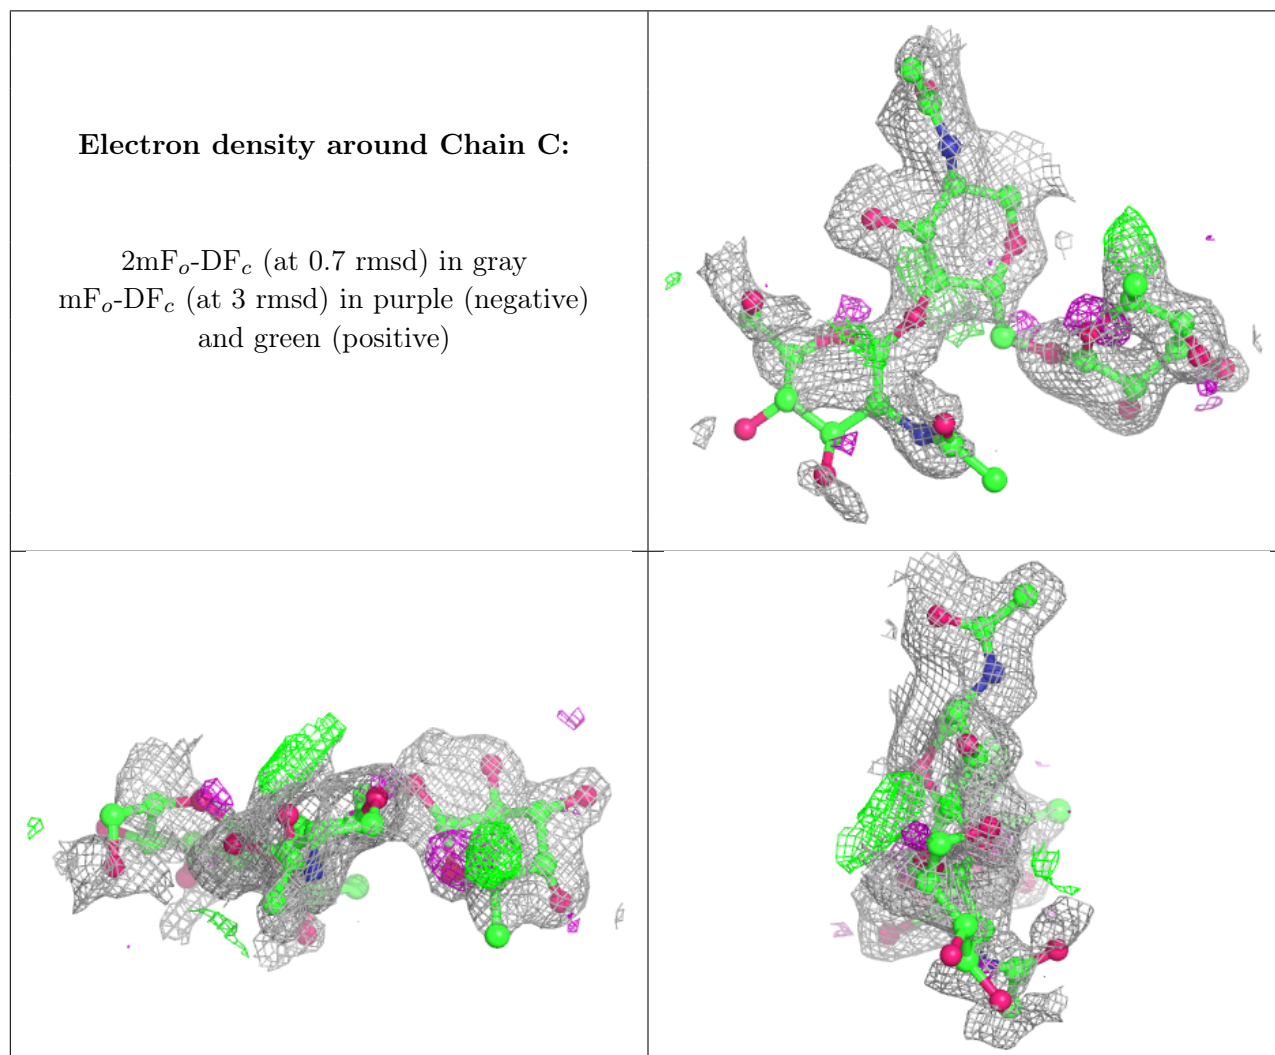 Electron density around Chain C:
2mFo-DFc (at 0.7 rmsd) in gray
mFo-DFc (at 3 rmsd) in purple (negative)
and green (positive)